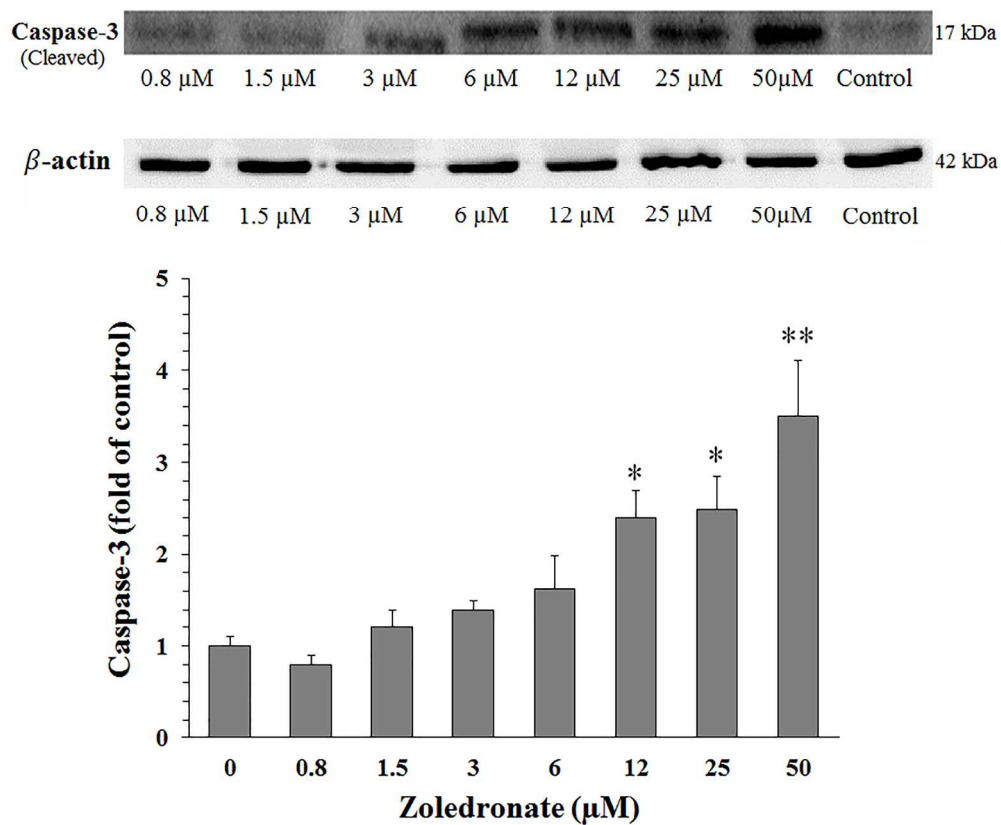 Caspase-3
(Cleaved)
17 kDa
0.8 µM 1.5 µM 3 µM 6 µM 12 µM 25 µM 50µM Control
β-actin
42 kDa
0.8 µM 1.5 µM 3 µM 6 µM 12 µM 25 µM 50µM Control
Caspase-3 (fold of control)
5
4
3
2
1
0
* * **
0 0.8 1.5 3 6 12 25 50
Zoledronate (µM)